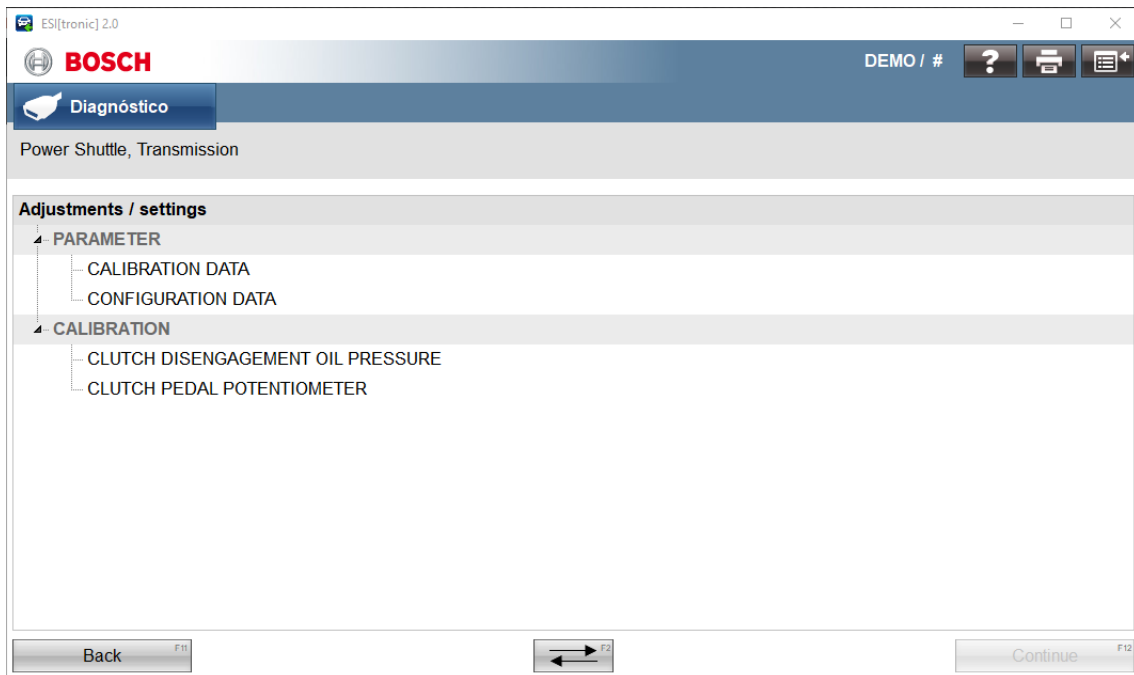 ESI[tronic] 2.0
BOSCH
DEMO / #
?
Diagnóstico
Power Shuttle, Transmission
Adjustments / settings
PARAMETER
CALIBRATION DATA
CONFIGURATION DATA
CALIBRATION
CLUTCH DISENGAGEMENT OIL PRESSURE
CLUTCH PEDAL POTENTIOMETER
Back F11
F2
Continue F12